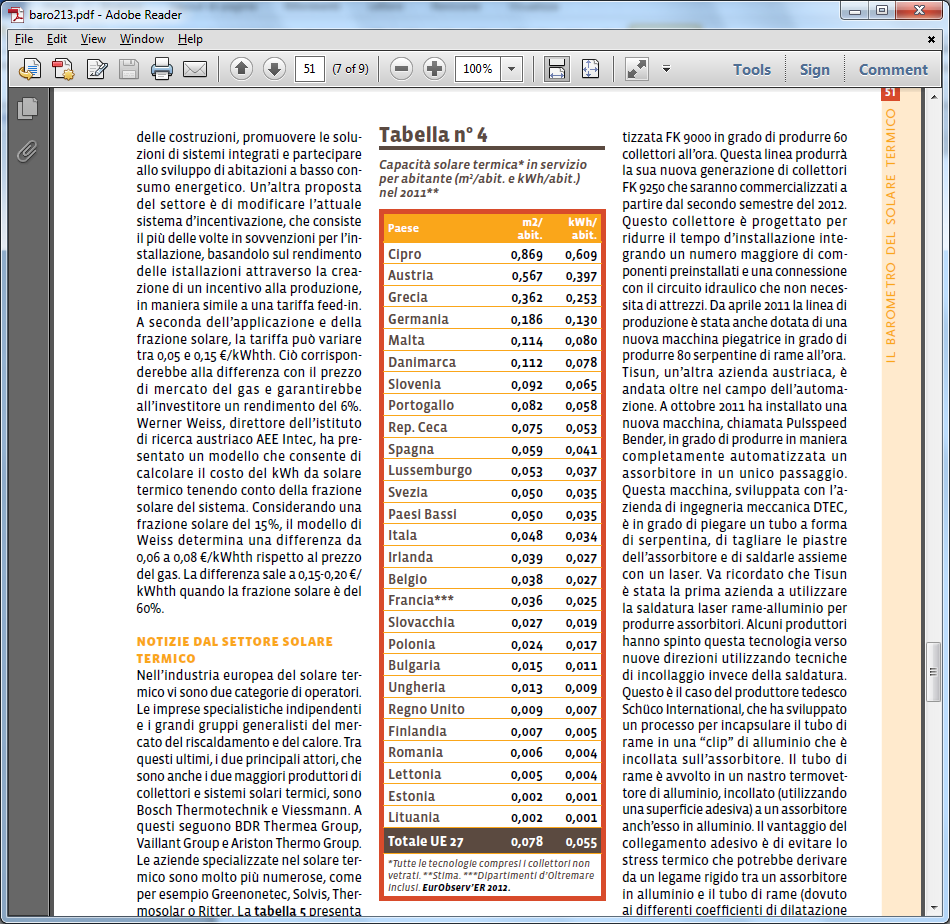 baro213.pdf - Adobe Reader
File Edit View Window Help
51 (7 of 9) 100% Tools Sign Comment
51
IL BAROMETRO DEL SOLARE TERMICO
delle costruzioni, promuovere le solu-
zioni di sistemi integrati e partecipare
allo sviluppo di abitazioni a basso con-
sumo energetico. Un'altra proposta
del settore è di modificare l'attuale
sistema d'incentivazione, che consiste
il più delle volte in sovvenzioni per l'in-
stallazione, basandolo sul rendimento
delle istallazioni attraverso la crea-
zione di un incentivo alla produzione,
in maniera simile a una tariffa feed-in.
A seconda dell'applicazione e della
frazione solare, la tariffa può variare
tra 0,05 e 0,15 €/kWhth. Ciò corrispon-
derebbe alla differenza con il prezzo
di mercato del gas e garantirebbe
all'investitore un rendimento del 6%.
Werner Weiss, direttore dell'istituto
di ricerca austriaco AEE Intec, ha pre-
sentato un modello che consente di
calcolare il costo del kWh da solare
termico tenendo conto della frazione
solare del sistema. Considerando una
frazione solare del 15%, il modello di
Weiss determina una differenza da
0,06 a 0,08 €/kWhth rispetto al prezzo
del gas. La differenza sale a 0,15-0,20 €/
kWhth quando la frazione solare è del
60%.
NOTIZIE DAL SETTORE SOLARE
TERMICO
Nell'industria europea del solare ter-
mico vi sono due categorie di operatori.
Le imprese specialistiche indipendenti
e i grandi gruppi generalisti del mer-
cato del riscaldamento e del calore. Tra
questi ultimi, i due principali attori, che
sono anche i due maggiori produttori di
collettori e sistemi solari termici, sono
Bosch Thermotechnik e Viessmann. A
questi seguono BDR Thermea Group,
Vaillant Group e Ariston Thermo Group.
Le aziende specializzate nel solare ter-
mico sono molto più numerose, come
per esempio Greenonetec, Solvis, Ther-
mosolar o Ritter. La tabella 5 presenta
Tabella n° 4
Capacità solare termica* in servizio
per abitante (m²/abit. e kWh/abit.)
nel 2011**
Paese m2/abit. kWh/abit.
Cipro 0,869 0,609
Austria 0,567 0,397
Grecia 0,362 0,253
Germania 0,186 0,130
Malta 0,114 0,080
Danimarca 0,112 0,078
Slovenia 0,092 0,065
Portogallo 0,082 0,058
Rep. Ceca 0,075 0,053
Spagna 0,059 0,041
Lussemburgo 0,053 0,037
Svezia 0,050 0,035
Paesi Bassi 0,050 0,035
Itala 0,048 0,034
Irlanda 0,039 0,027
Belgio 0,038 0,027
Francia*** 0,036 0,025
Slovacchia 0,027 0,019
Polonia 0,024 0,017
Bulgaria 0,015 0,011
Ungheria 0,013 0,009
Regno Unito 0,009 0,007
Finlandia 0,007 0,005
Romania 0,006 0,004
Lettonia 0,005 0,004
Estonia 0,002 0,001
Lituania 0,002 0,001
Totale UE 27 0,078 0,055
*Tutte le tecnologie compresi i collettori non
vetrati. **Stima. ***Dipartimenti d'Oltremare
inclusi. EurObserv'ER 2012.
tizzata FK 9000 in grado di produrre 60
collettori all'ora. Questa linea produrrà
la sua nuova generazione di collettori
FK 9250 che saranno commercializzati a
partire dal secondo semestre del 2012.
Questo collettore è progettato per
ridurre il tempo d'installazione inte-
grando un numero maggiore di com-
ponenti preinstallati e una connessione
con il circuito idraulico che non neces-
sita di attrezzi. Da aprile 2011 la linea di
produzione è stata anche dotata di una
nuova macchina piegatrice in grado di
produrre 80 serpentine di rame all'ora.
Tisun, un'altra azienda austriaca, è
andata oltre nel campo dell'automa-
zione. A ottobre 2011 ha installato una
nuova macchina, chiamata Pulsspeed
Bender, in grado di produrre in maniera
completamente automatizzata un
assorbitore in un unico passaggio.
Questa macchina, sviluppata con l'a-
zienda di ingegneria meccanica DTEC,
è in grado di piegare un tubo a forma
di serpentina, di tagliare le piastre
dell'assorbitore e di saldarle assieme
con un laser. Va ricordato che Tisun
è stata la prima azienda a utilizzare
la saldatura laser rame-alluminio per
produrre assorbitori. Alcuni produttori
hanno spinto questa tecnologia verso
nuove direzioni utilizzando tecniche
di incollaggio invece della saldatura.
Questo è il caso del produttore tedesco
Schüco International, che ha sviluppato
un processo per incapsulare il tubo di
rame in una "clip" di alluminio che è
incollata sull'assorbitore. Il tubo di
rame è avvolto in un nastro termovet-
tore di alluminio, incollato (utilizzando
una superficie adesiva) a un assorbitore
anch'esso in alluminio. Il vantaggio del
collegamento adesivo è di evitare lo
stress termico che potrebbe derivare
da un legame rigido tra un assorbitore
in alluminio e il tubo di rame (dovuto
ai differenti coefficienti di dilatazione